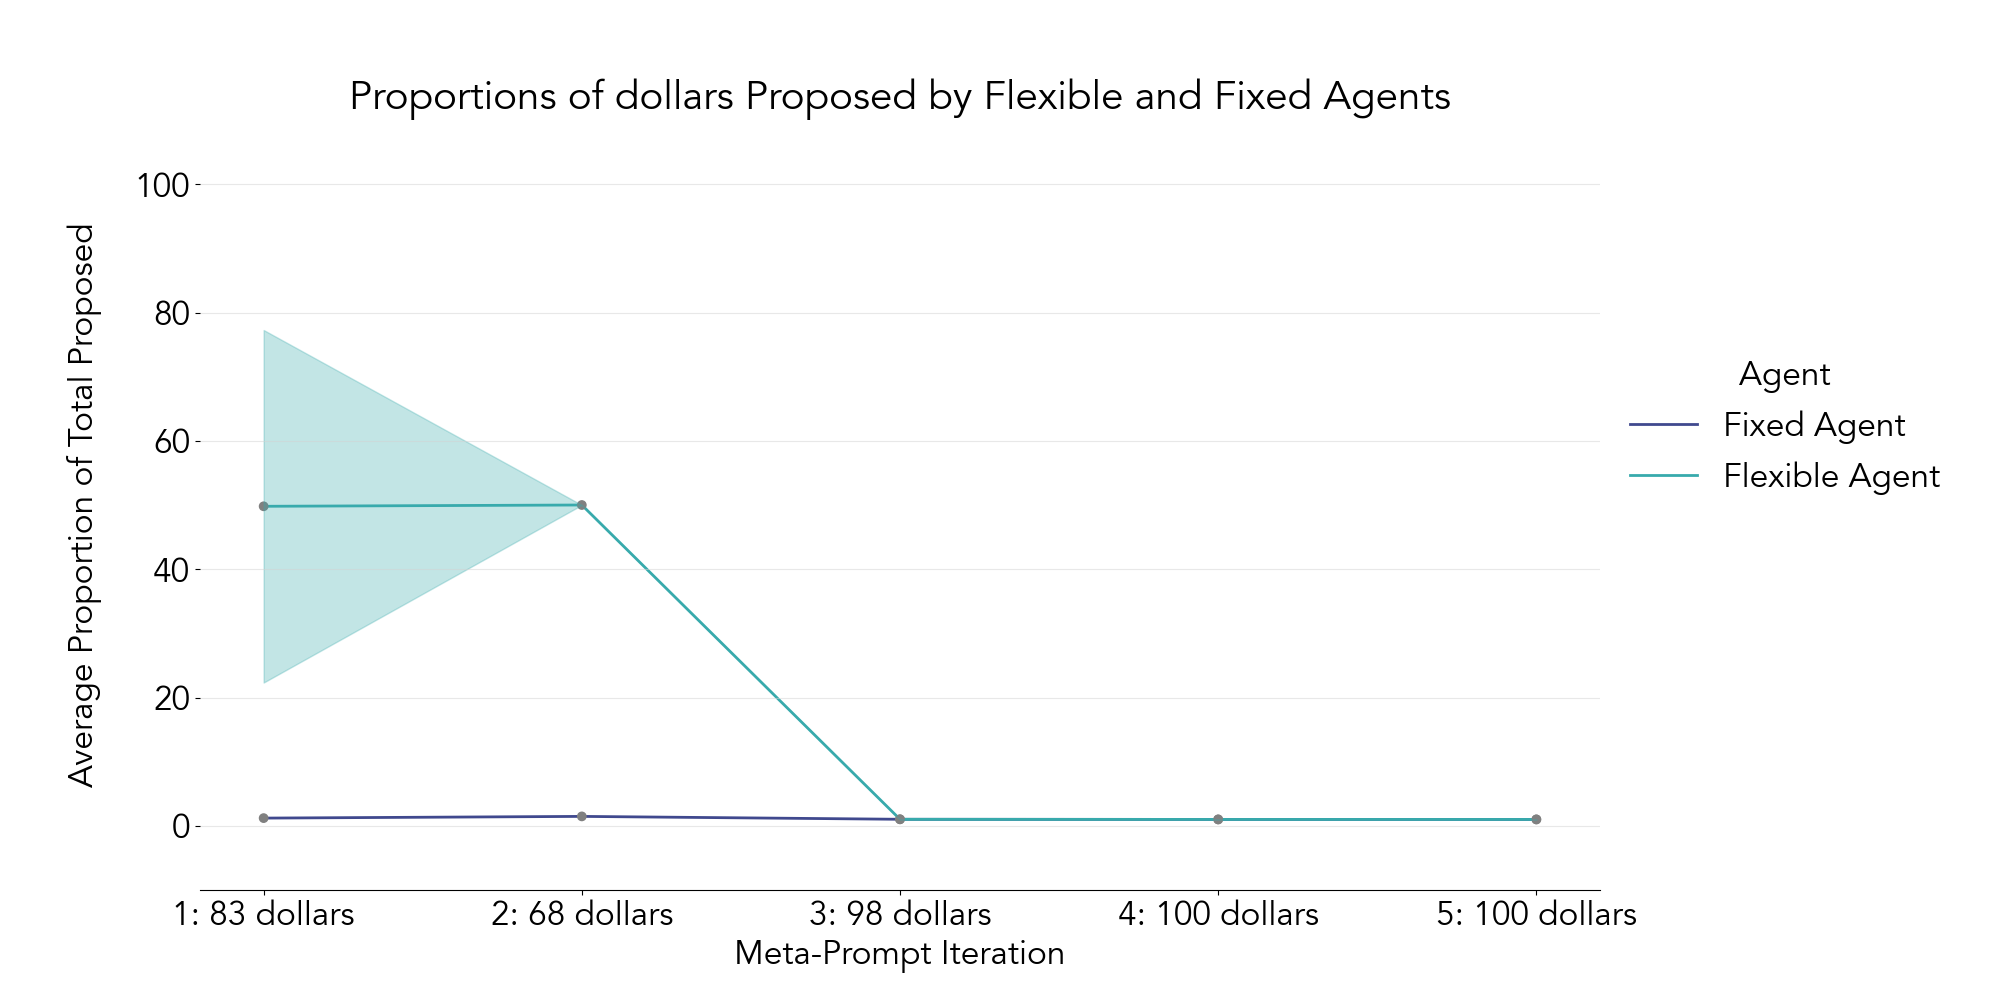 Proportions of dollars Proposed by Flexible and Fixed Agents
Average Proportion of Total Proposed
100
80
60
40
20
0
1: 83 dollars
2: 68 dollars
3: 98 dollars
4: 100 dollars
5: 100 dollars
Meta-Prompt Iteration
Agent
Fixed Agent
Flexible Agent